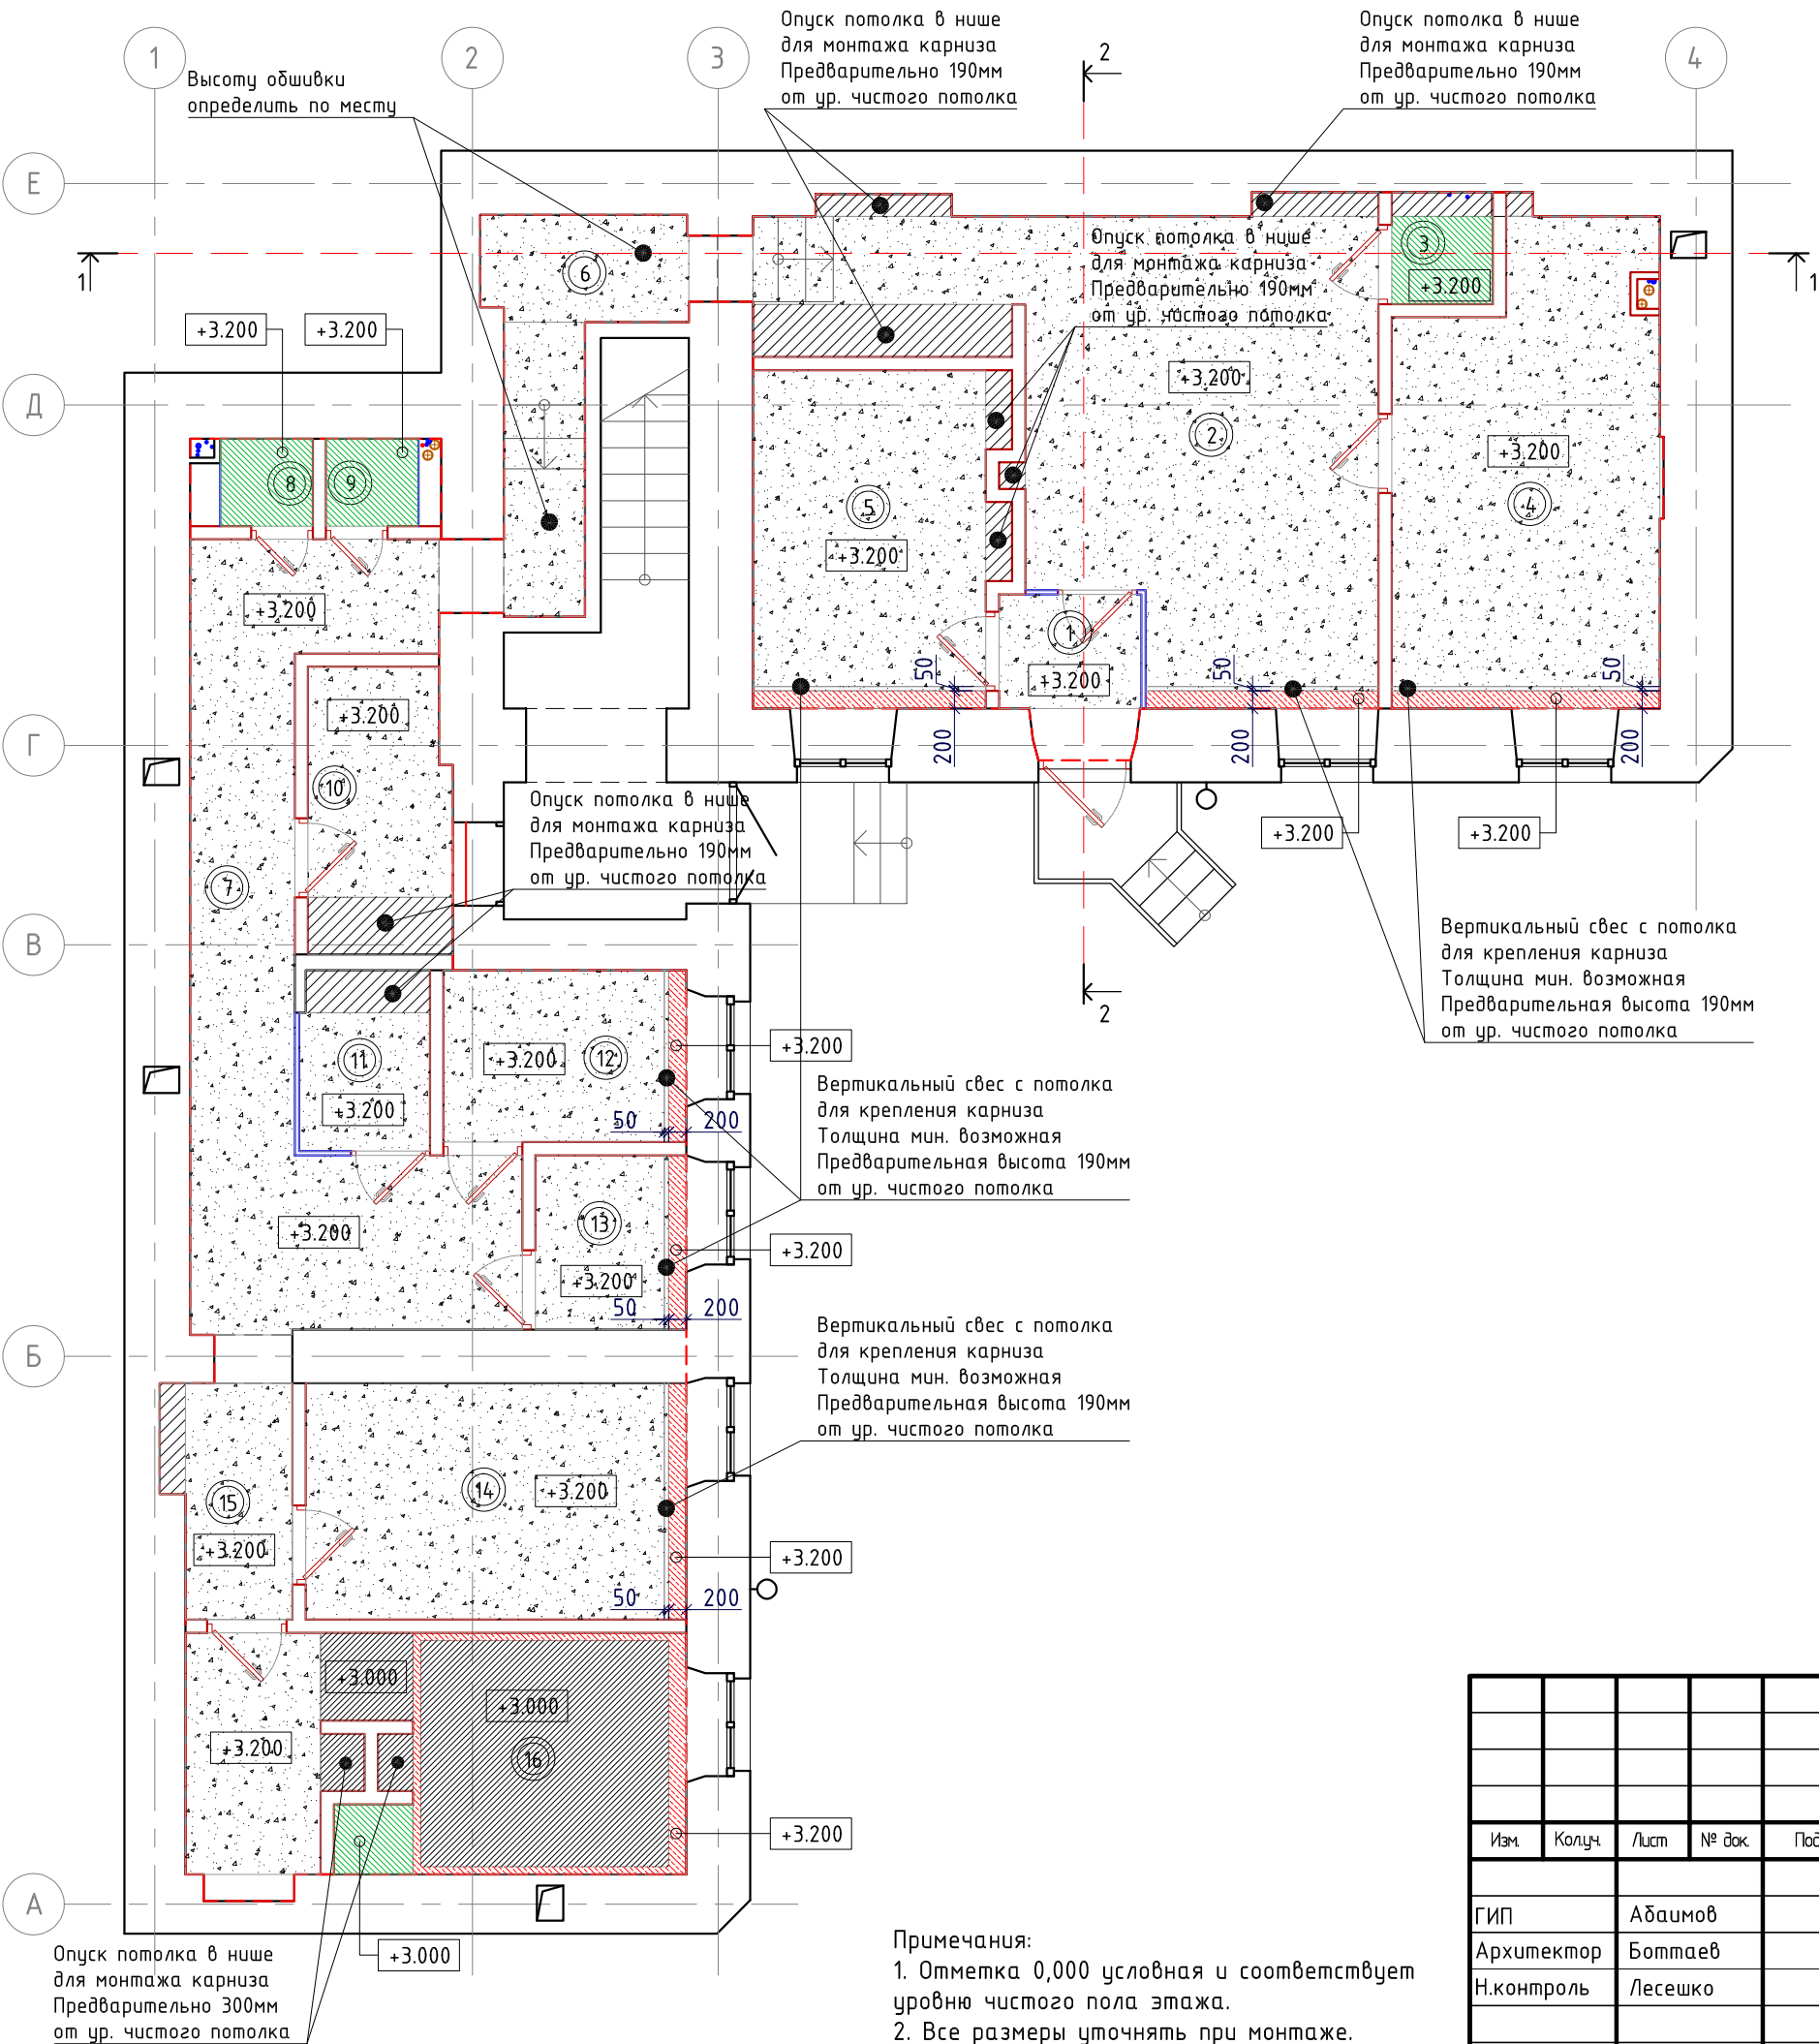 Опуск потолка в нише
для монтажа карниза
Предварительно 190мм
от ур. чистого потолка
Опуск потолка в нише
для монтажа карниза
Предварительно 190мм
от ур. чистого потолка
1
2
3
2
4
Высоту обшивки
определить по месту
Е
1
1
6
3
+3.200
Опуск потолка в нише
для монтажа карниза
Предварительно 190мм
от ур. чистого потолка
+3.200
+3.200
+3.200
Д
2
+3.200
8
9
5
4
+3.200
+3.200
1
+3.200
50
50
50
+3.200
Г
200
200
200
10
Опуск потолка в нише
для монтажа карниза
Предварительно 190мм
от ур. чистого потолка
+3.200
+3.200
7
В
Вертикальный свес с потолка
для крепления карниза
Толщина мин. возможная
Предварительная высота 190мм
от ур. чистого потолка
2
11
+3.200
12
+3.200
+3.200
50
200
Вертикальный свес с потолка
для крепления карниза
Толщина мин. возможная
Предварительная высота 190мм
от ур. чистого потолка
+3.200
13
+3.200
+3.200
50
200
Б
Вертикальный свес с потолка
для крепления карниза
Толщина мин. возможная
Предварительная высота 190мм
от ур. чистого потолка
14
+3.200
15
+3.200
+3.200
50
200
+3.000
+3.000
+3.200
16
+3.200
А
+3.000
Опуск потолка в нише
для монтажа карниза
Предварительно 300мм
от ур. чистого потолка
Примечания:
1. Отметка 0,000 условная и соответствует
уровню чистого пола этажа.
2. Все размеры уточнять при монтаже.
Изм. Кол.уч. Лист № док. Под
ГИП Абаимов
Архитектор Боттаев
Н.контроль Лесешко